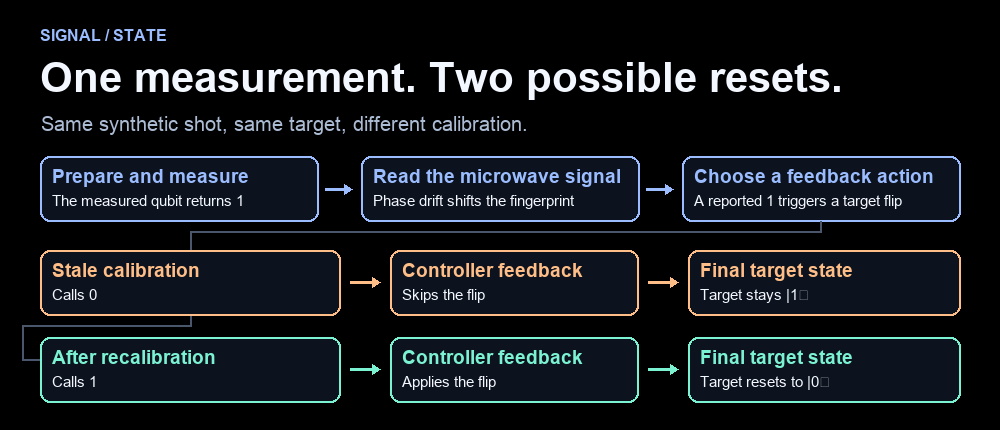 SIGNAL / STATE
One measurement. Two possible resets.
Same synthetic shot, same target, different calibration.
Prepare and measure
The measured qubit returns 1
Read the microwave signal
Phase drift shifts the fingerprint
Choose a feedback action
A reported 1 triggers a target flip
Stale calibration
Calls 0
Controller feedback
Skips the flip
Final target state
Target stays |1▯
After recalibration
Calls 1
Controller feedback
Applies the flip
Final target state
Target resets to |0▯